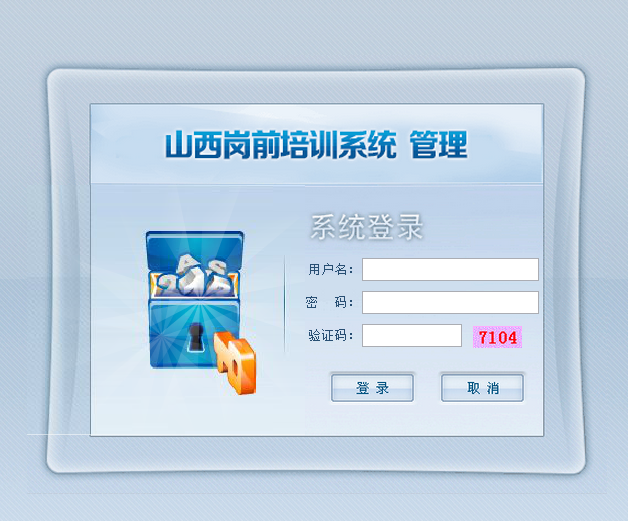 山西岗前培训系统 管理
系统登录
用户名：
密 码：
验证码： 7104
登 录 取 消